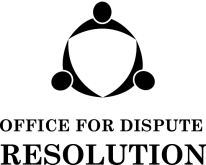 OFFICE FOR DISPUTE
RESOLUTION